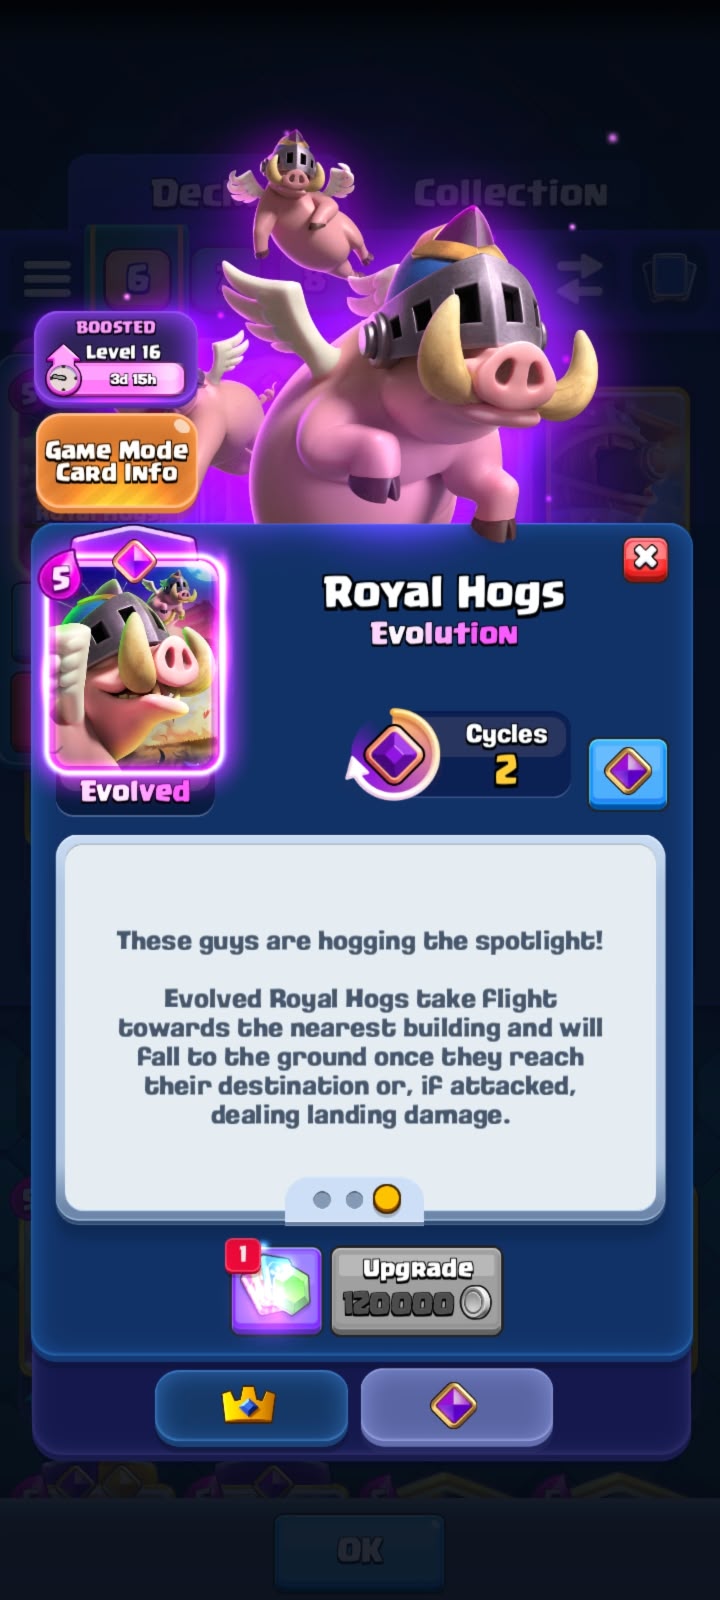 Collection
6
BOOSTED
Level 16
3d 15h
Game Mode
Card Info
5
Royal Hogs
Evolution
Cycles
2
Evolved
These guys are hogging the spotlight!
Evolved Royal Hogs take flight
towards the nearest building and will
fall to the ground once they reach
their destination or, if attacked,
dealing landing damage.
1
Upgrade
120000
OK